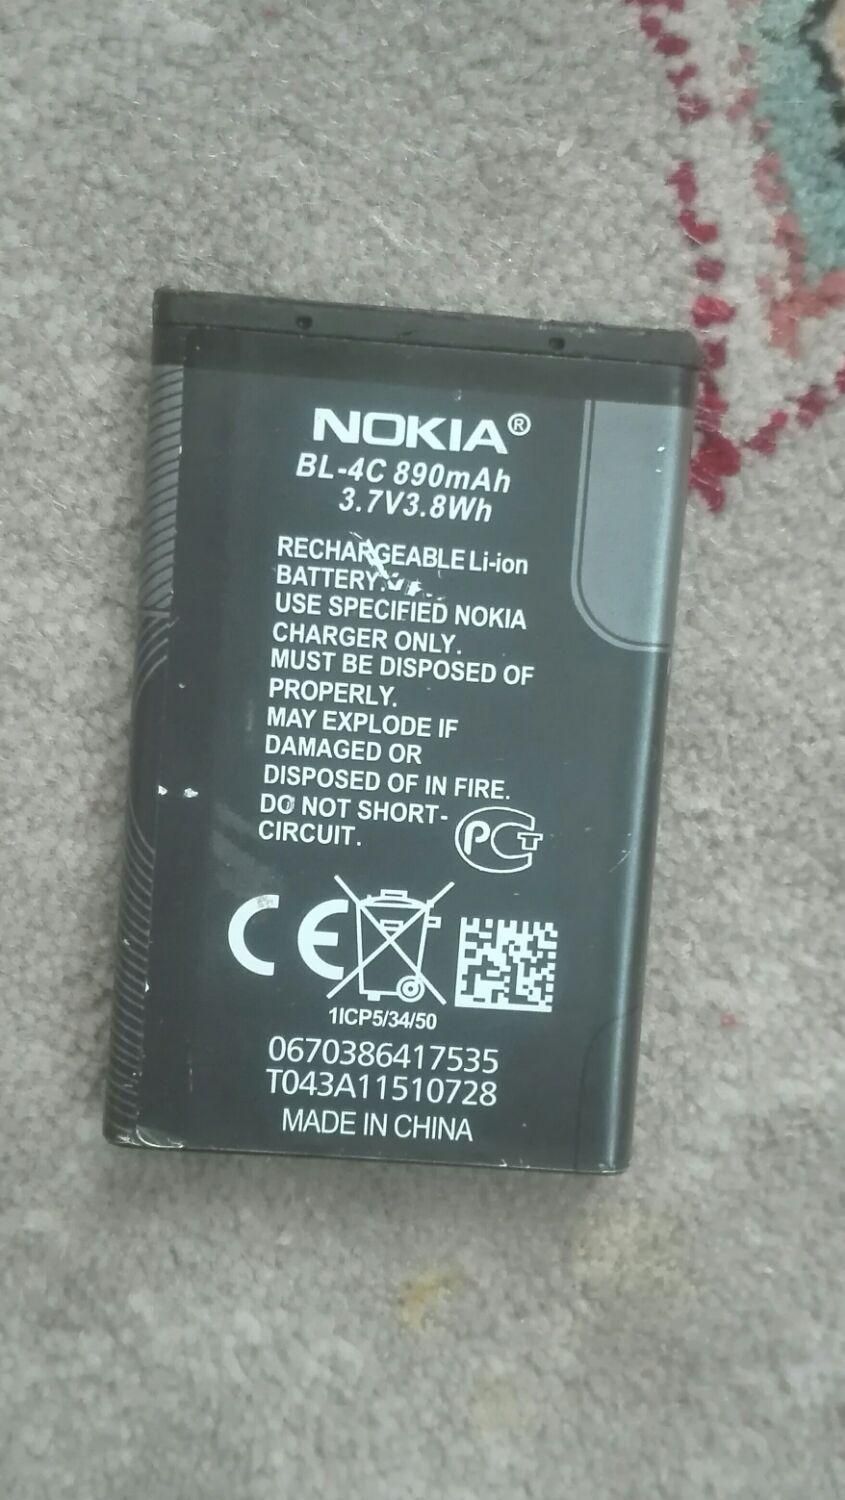 NOKIA®
BL-4C 890mAh
3.7V3.8Wh
RECHARGEABLE Li-ion
BATTERY.
USE SPECIFIED NOKIA
CHARGER ONLY.
MUST BE DISPOSED OF
PROPERLY.
MAY EXPLODE IF
DAMAGED OR
DISPOSED OF IN FIRE.
DO NOT SHORT-
CIRCUIT.
PCT
CE
1ICP5/34/50
0670386417535
T043A11510728
MADE IN CHINA